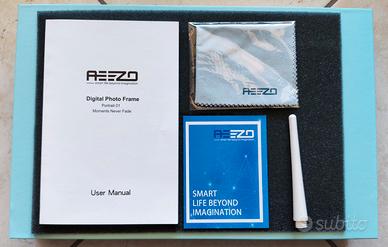 AEEZO
Digital Photo Frame
Portrait 01
Moments Never Fade
User Manual
AEEZO
AEEZO
SMART
LIFE BEYOND
IMAGINATION
subito